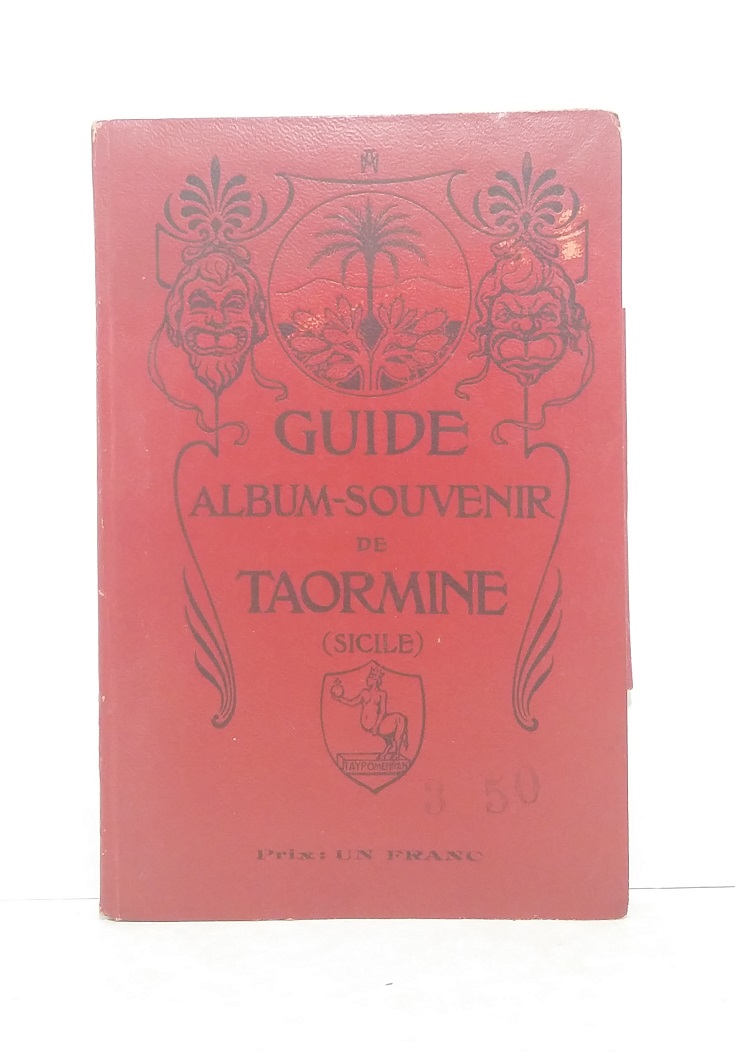 GUIDE
ALBUM-SOUVENIR
DE
TAORMINE
(SICILE)
3 50
Prix: UN FRANC